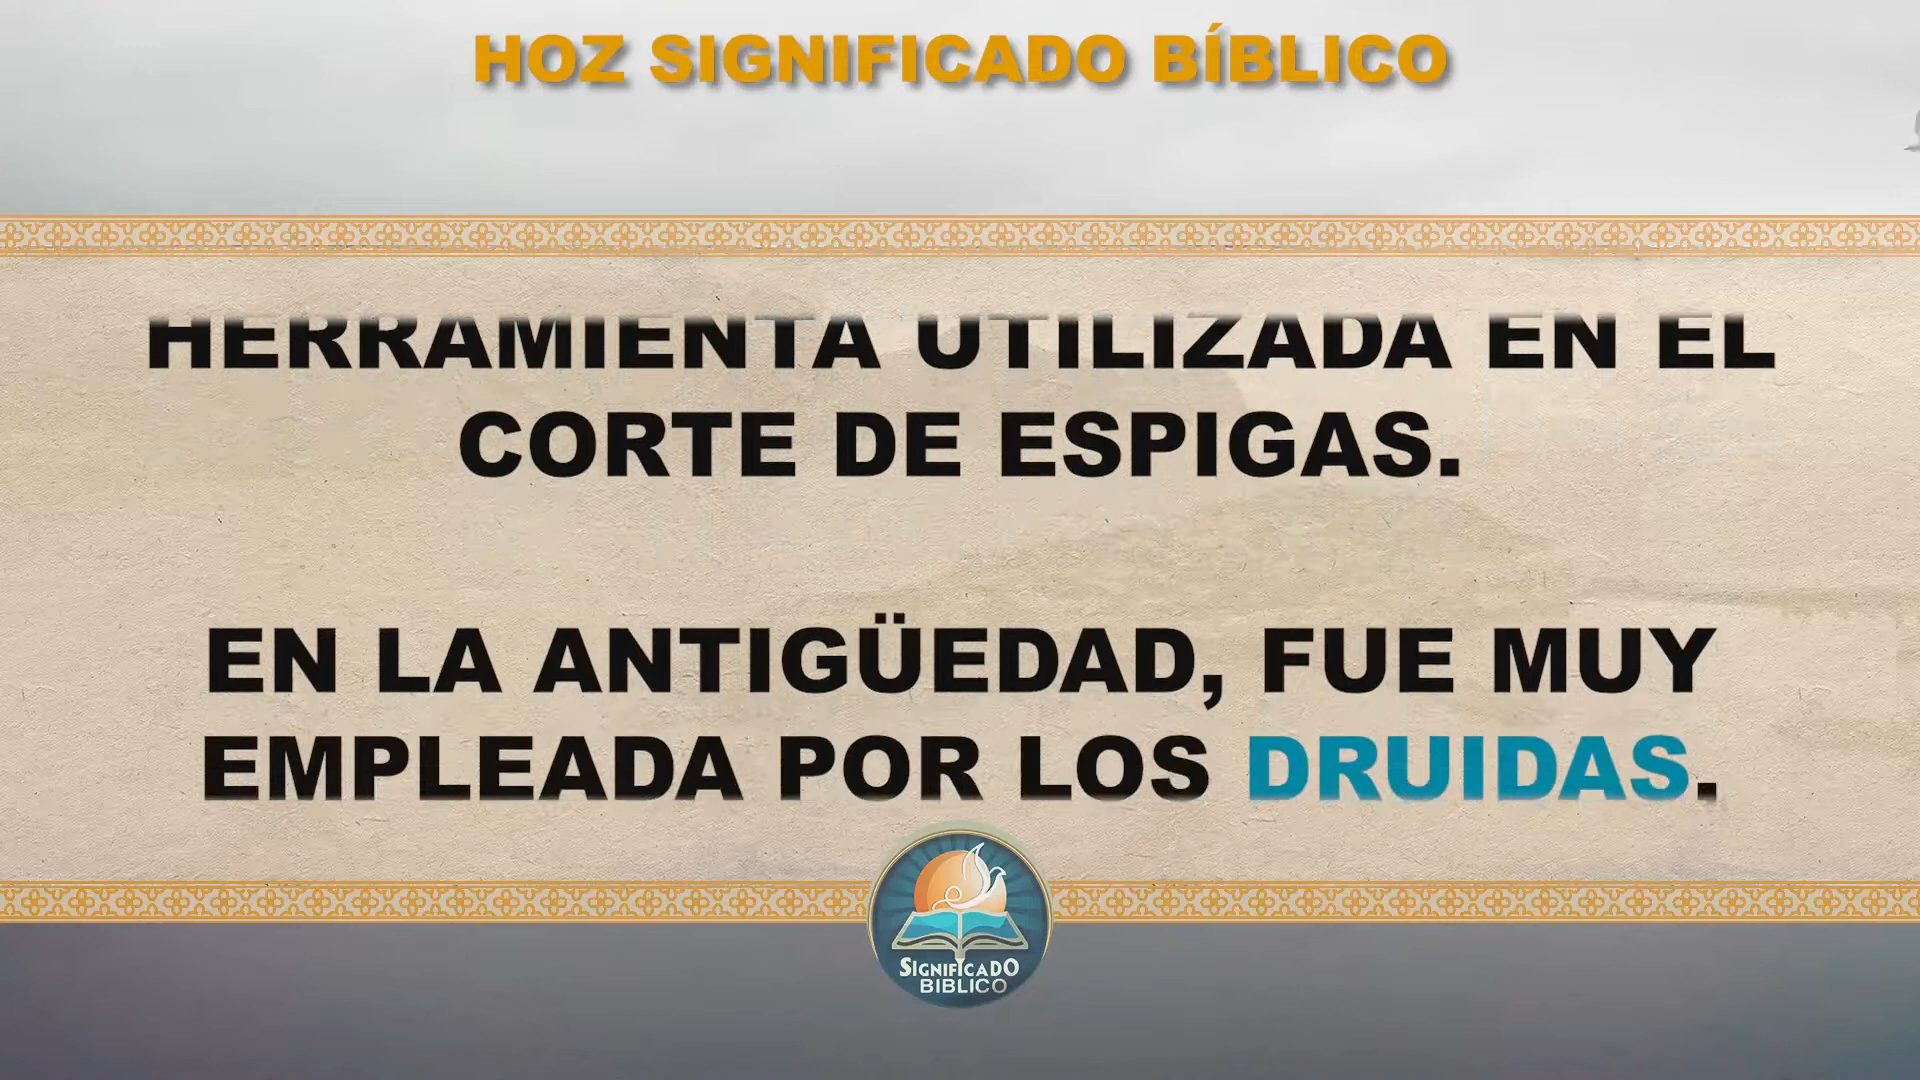 HOZ SIGNIFICADO BÍBLICO
HERRAMIENTA UTILIZADA EN EL
CORTE DE ESPIGAS.
EN LA ANTIGÜEDAD, FUE MUY
EMPLEADA POR LOS DRUIDAS.
SIGNIFICADO
BIBLICO